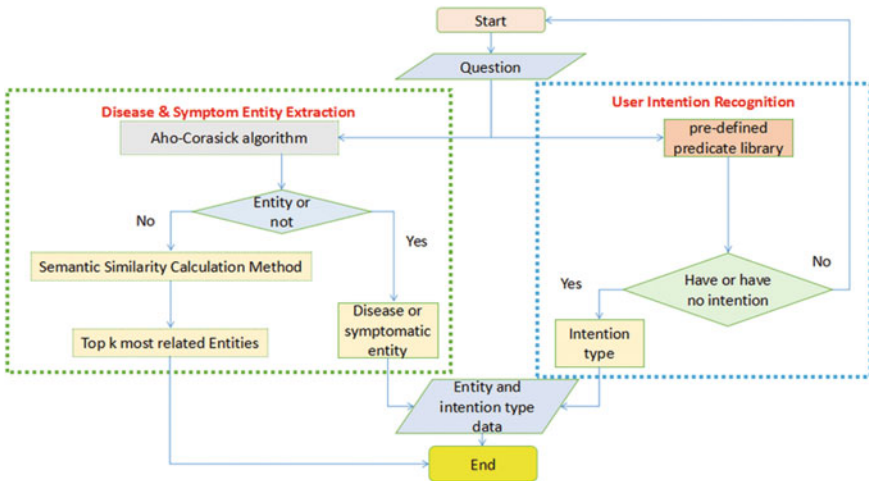 Start
Question
Disease & Symptom Entity Extraction
Aho-Corasick algorithm
Entity or
not
No
Yes
Semantic Similarity Calculation Method
Top k most related Entities
Disease or
symptomatic
entity
User Intention Recognition
pre-defined
predicate library
Have or have
no intention
No
Yes
Intention
type
Entity and
intention type
data
End